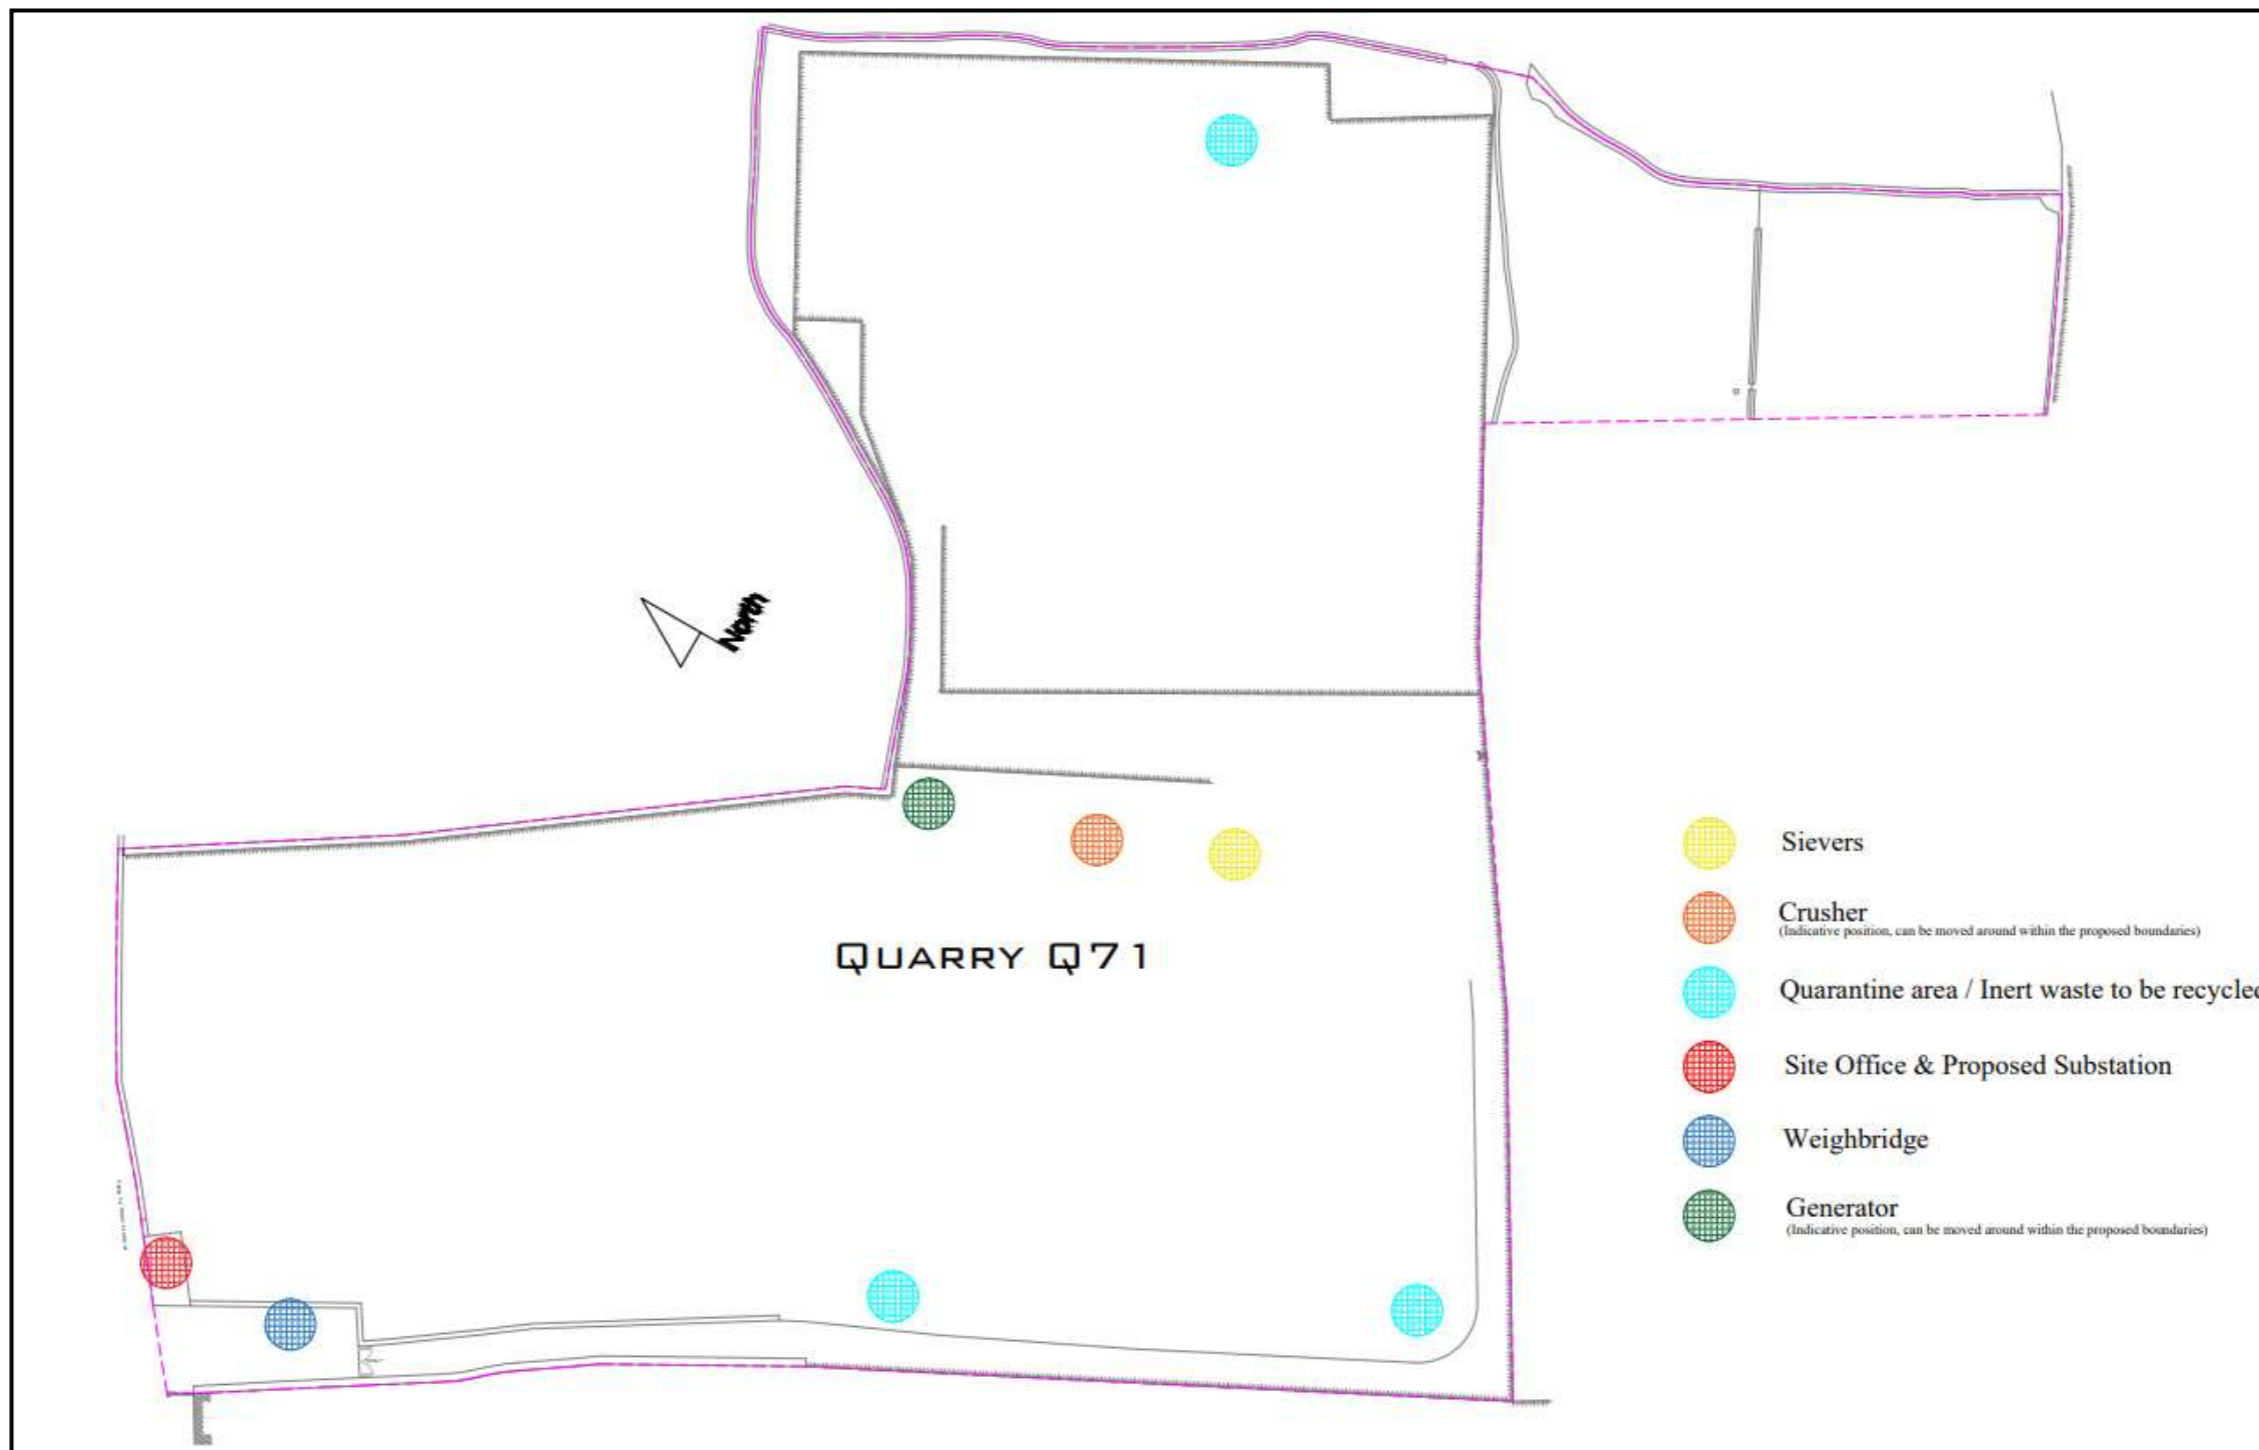 North
QUARRY Q71
Sievers
Crusher
(Indicative position, can be moved around within the proposed boundaries)
Quarantine area / Inert waste to be recycled
Site Office & Proposed Substation
Weighbridge
Generator
(Indicative position, can be moved around within the proposed boundaries)